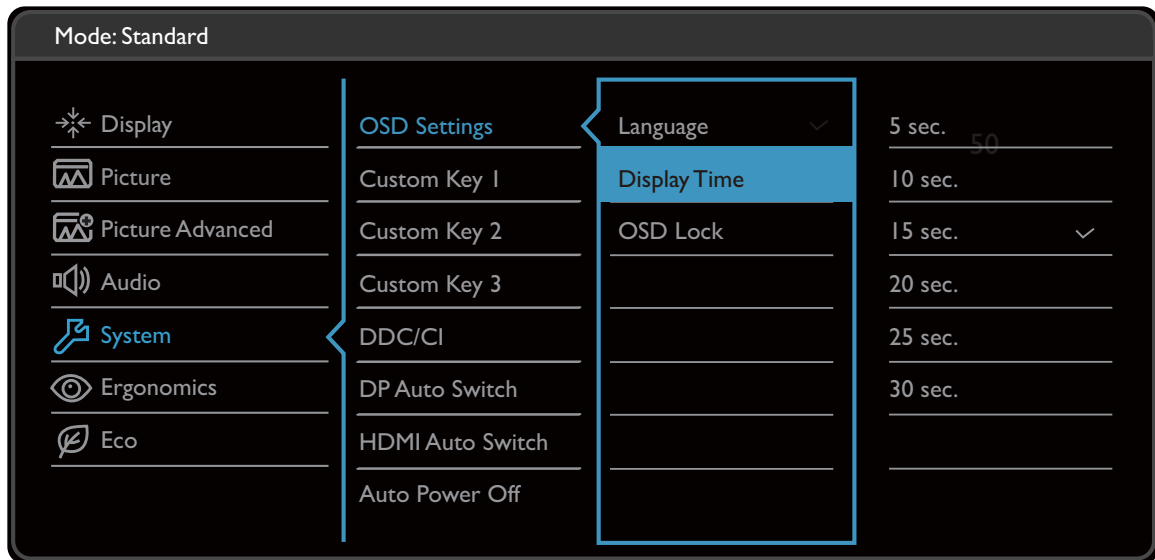 Mode: Standard
Display
Picture
Picture Advanced
Audio
System
Ergonomics
Eco
OSD Settings
Custom Key 1
Custom Key 2
Custom Key 3
DDC/CI
DP Auto Switch
HDMI Auto Switch
Auto Power Off
Language
Display Time
OSD Lock
5 sec.
50
10 sec.
15 sec.
20 sec.
25 sec.
30 sec.